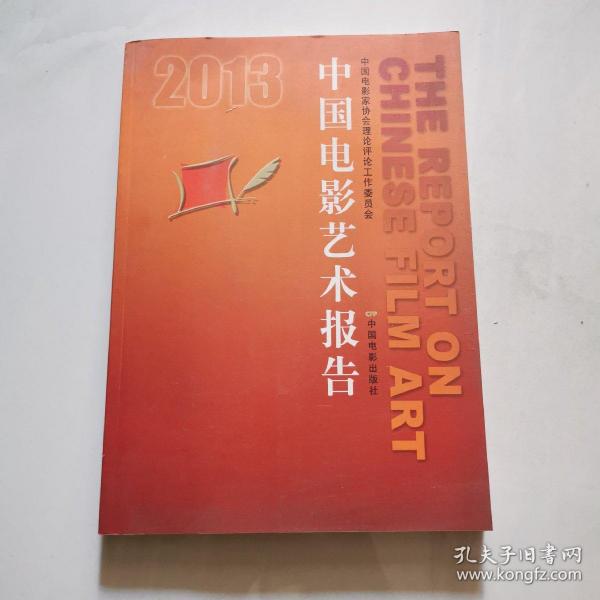 2013
中国电影艺术报告
中国电影家协会理论评论工作委员会
THE REPORT ON
CHINESE FILM ART
CFP 中国电影出版社
孔夫子旧书网
www.kongfz.com